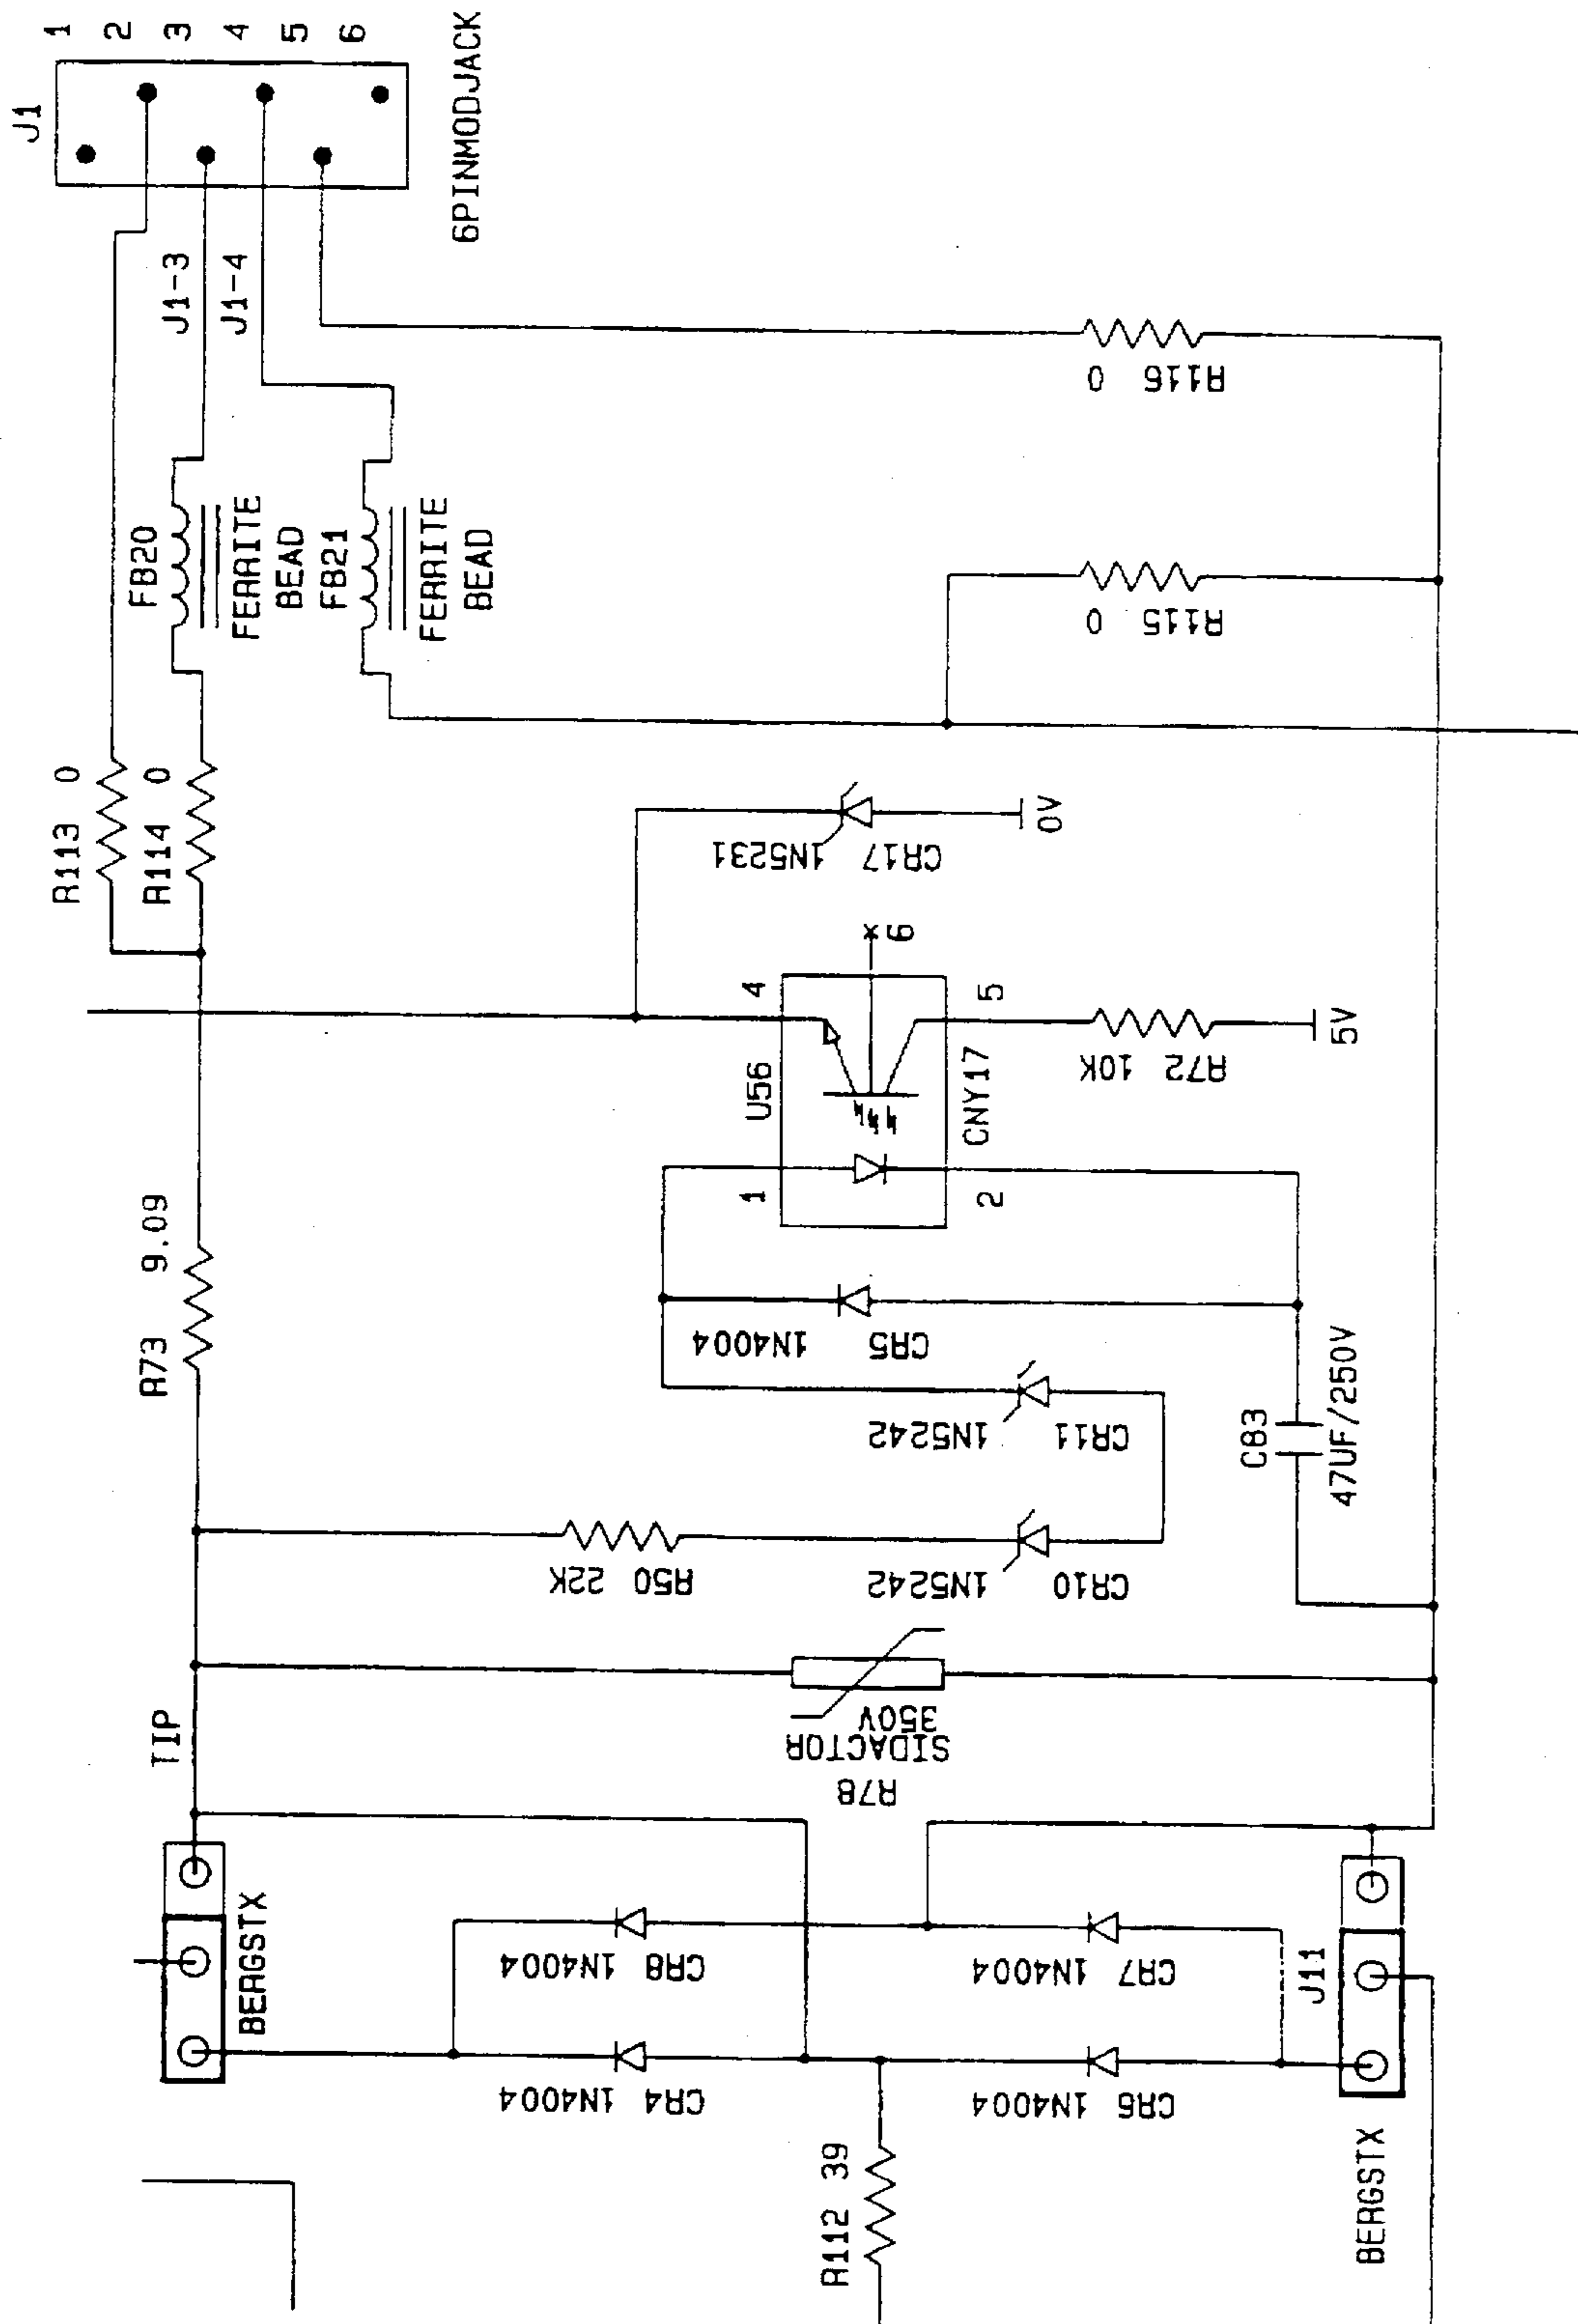 J1
1
2
3
4
5
6
6PINMODJACK
J1-3
J1-4
FB20
FERRITE
BEAD
FB21
FERRITE
BEAD
R116 0
R115 0
R113 0
R114 0
1N5231
CR17
0V
U56
4
6
5
1
2
CNY17
R72 10K
5V
R73 9.09
1N4004
CR5
1N5242
CR11
1N5242
CR10
R50 22K
C83
47UF/250V
TIP
R78
SIDACTOR
350V
BERGSTX
CR8 1N4004
CR7 1N4004
CR4 1N4004
CR6 1N4004
J11
BERGSTX
R112 39